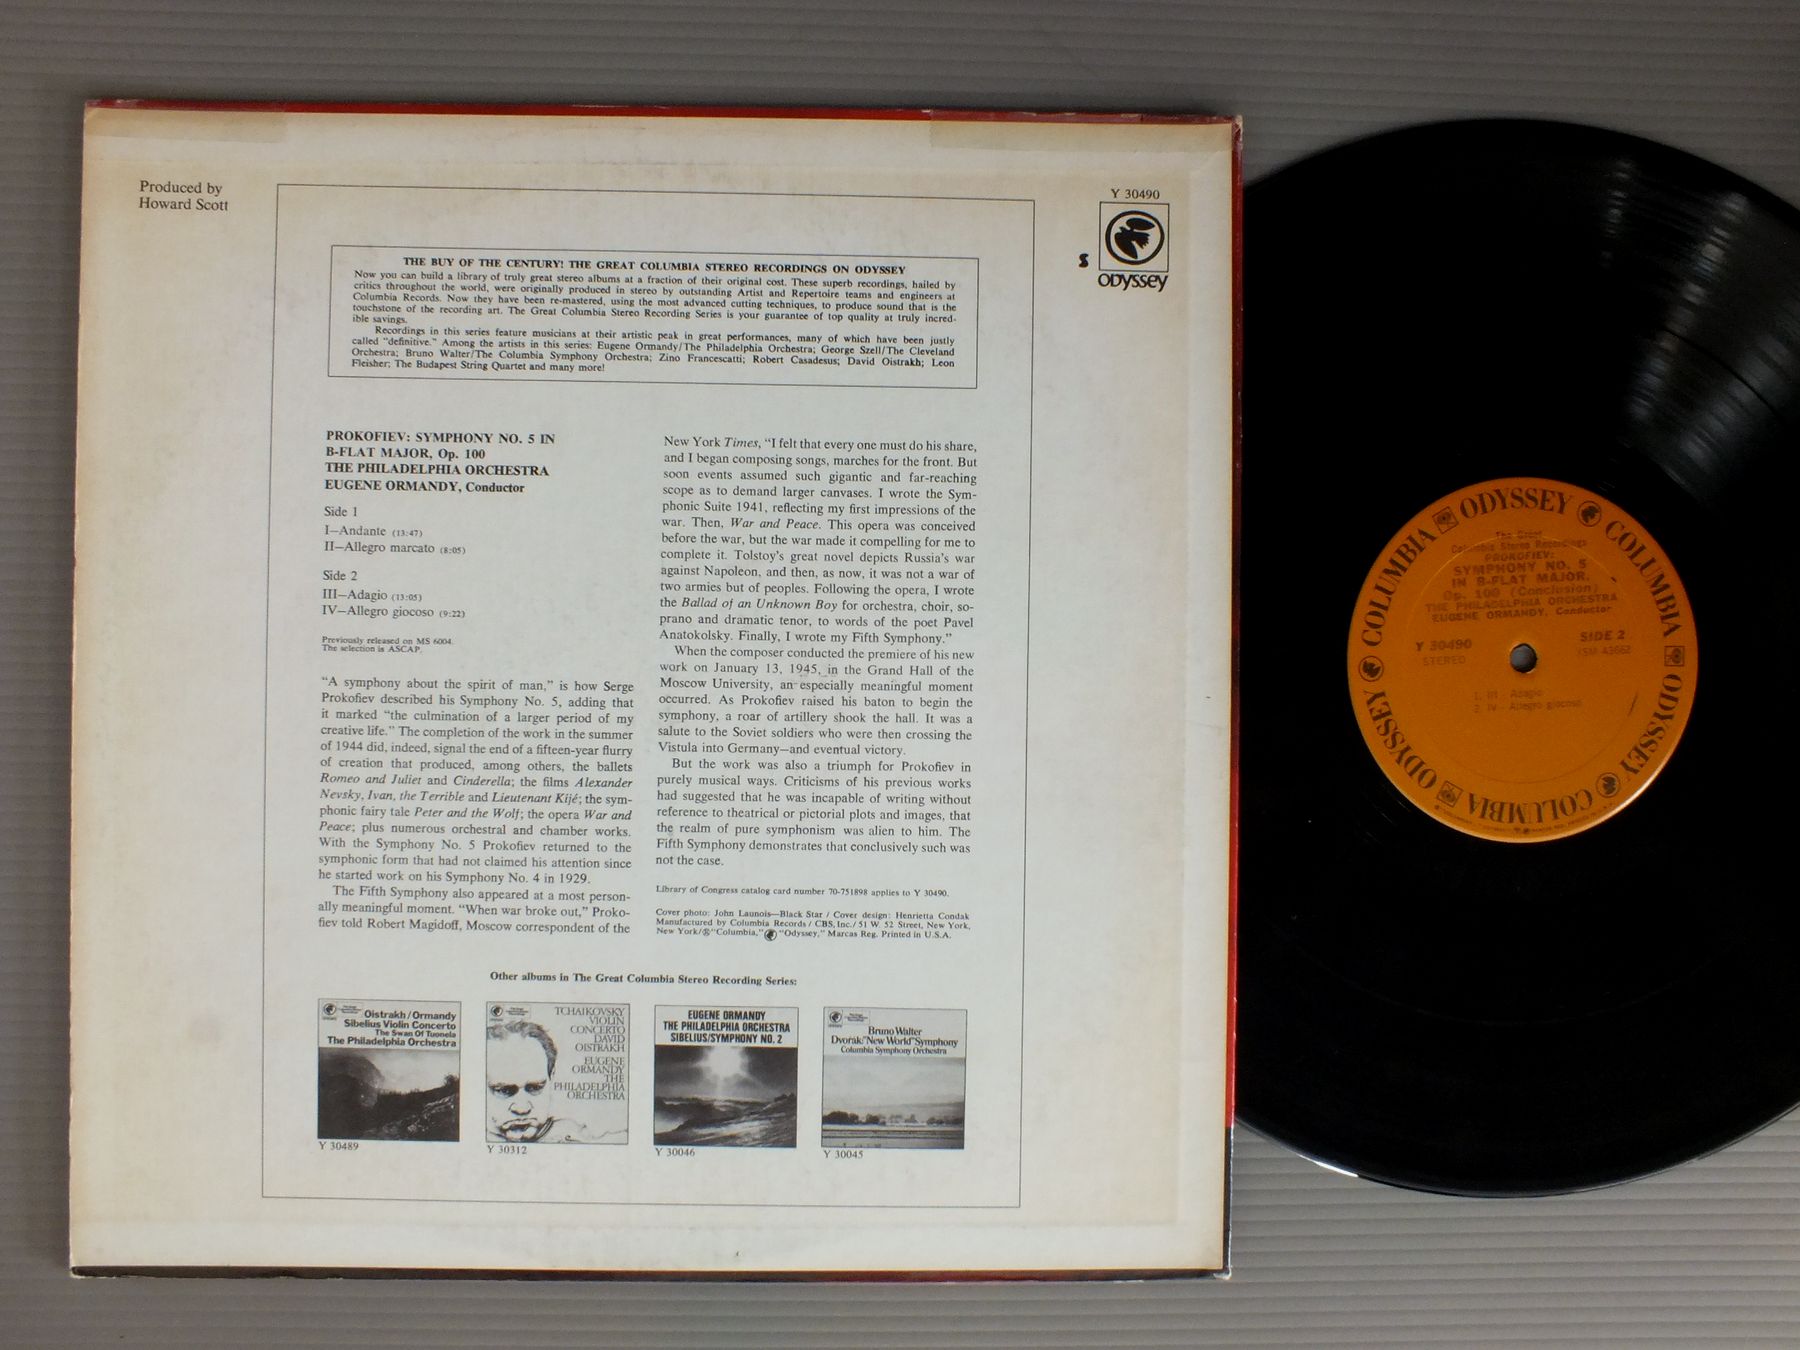 Produced by
Howard Scott
Y 30490
S
ODYSSEY
THE BUY OF THE CENTURY! THE GREAT COLUMBIA STEREO RECORDINGS ON ODYSSEY
Now you can build a library of truly great stereo albums at a fraction of their original cost. These superb recordings, hailed by
critics throughout the world, were originally produced in stereo by outstanding Artist and Repertoire teams and engineers at
Columbia Records. Now they have been re-mastered, using the most advanced cutting techniques, to produce sound that is the
touchstone of the recording art. The Great Columbia Stereo Recording Series is your guarantee of top quality at truly incred-
ible savings.
Recordings in this series feature musicians at their artistic peak in great performances, many of which have been justly
called "definitive." Among the artists in this series: Eugene Ormandy/The Philadelphia Orchestra; George Szell/The Cleveland
Orchestra; Bruno Walter/The Columbia Symphony Orchestra; Zino Francescatti; Robert Casadesus; David Oistrakh; Leon
Fleisher; The Budapest String Quartet and many more!
PROKOFIEV: SYMPHONY NO. 5 IN
B-FLAT MAJOR, Op. 100
THE PHILADELPHIA ORCHESTRA
EUGENE ORMANDY, Conductor
Side 1
I—Andante (13:47)
II—Allegro marcato (8:05)
Side 2
III—Adagio (13:05)
IV—Allegro giocoso (9:22)
Previously released on MS 6004.
The selection is ASCAP.
"A symphony about the spirit of man," is how Serge
Prokofiev described his Symphony No. 5, adding that
it marked "the culmination of a larger period of my
creative life." The completion of the work in the summer
of 1944 did, indeed, signal the end of a fifteen-year flurry
of creation that produced, among others, the ballets
Romeo and Juliet and Cinderella; the films Alexander
Nevsky, Ivan, the Terrible and Lieutenant Kijé; the sym-
phonic fairy tale Peter and the Wolf; the opera War and
Peace; plus numerous orchestral and chamber works.
With the Symphony No. 5 Prokofiev returned to the
symphonic form that had not claimed his attention since
he started work on his Symphony No. 4 in 1929.
The Fifth Symphony also appeared at a most person-
ally meaningful moment. "When war broke out," Proko-
fiev told Robert Magidoff, Moscow correspondent of the
New York Times, "I felt that every one must do his share,
and I began composing songs, marches for the front. But
soon events assumed such gigantic and far-reaching
scope as to demand larger canvases. I wrote the Sym-
phonic Suite 1941, reflecting my first impressions of the
war. Then, War and Peace. This opera was conceived
before the war, but the war made it compelling for me to
complete it. Tolstoy's great novel depicts Russia's war
against Napoleon, and then, as now, it was not a war of
two armies but of peoples. Following the opera, I wrote
the Ballad of an Unknown Boy for orchestra, choir, so-
prano and dramatic tenor, to words of the poet Pavel
Anatokolsky. Finally, I wrote my Fifth Symphony."
When the composer conducted the premiere of his new
work on January 13, 1945, in the Grand Hall of the
Moscow University, an especially meaningful moment
occurred. As Prokofiev raised his baton to begin the
symphony, a roar of artillery shook the hall. It was a
salute to the Soviet soldiers who were then crossing the
Vistula into Germany—and eventual victory.
But the work was also a triumph for Prokofiev in
purely musical ways. Criticisms of his previous works
had suggested that he was incapable of writing without
reference to theatrical or pictorial plots and images, that
the realm of pure symphonism was alien to him. The
Fifth Symphony demonstrates that conclusively such was
not the case.
Library of Congress catalog card number 70-751898 applies to Y 30490.
Cover photo: John Launois—Black Star / Cover design: Henrietta Condak
Manufactured by Columbia Records / CBS, Inc./ 51 W. 52 Street, New York,
New York/® "Columbia," "Odyssey," Marcas Reg. Printed in U.S.A.
Other albums in The Great Columbia Stereo Recording Series:
Oistrakh/Ormandy
Sibelius Violin Concerto
The Swan Of Tuonela
The Philadelphia Orchestra
Y 30489
TCHAIKOVSKY
VIOLIN
CONCERTO
DAVID
OISTRAKH
EUGENE
ORMANDY
THE
PHILADELPHIA
ORCHESTRA
Y 30312
EUGENE ORMANDY
THE PHILADELPHIA ORCHESTRA
SIBELIUS/SYMPHONY NO. 2
Y 30046
Bruno Walter
Dvořák: "New World" Symphony
Columbia Symphony Orchestra
Y 30045
COLUMBIA ODYSSEY COLUMBIA ODYSSEY COLUMBIA ODYSSEY
The Great
Columbia Stereo Recordings
PROKOFIEV:
SYMPHONY NO. 5
IN B-FLAT MAJOR,
Op. 100 (Conclusion)
THE PHILADELPHIA ORCHESTRA
EUGENE ORMANDY, Conductor
Y 30490
STEREO
SIDE 2
1. III - Adagio
2. IV - Allegro giocoso